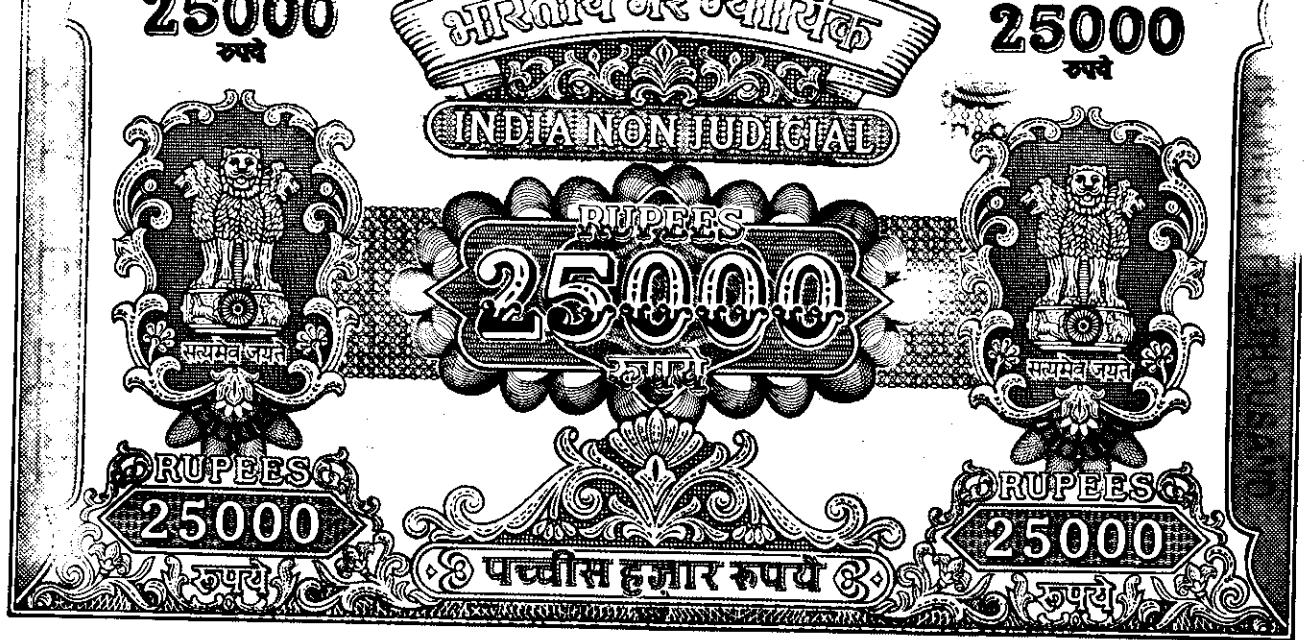 25000
रुपये
भारतीय गैर न्यायिक
25000
रुपये
INDIA NON JUDICIAL
RUPEES
25000
रुपये
सत्यमेव जयते
सत्यमेव जयते
RUPEES
25000
रुपये
पच्चीस हज़ार रुपये
RUPEES
25000
रुपये
THOUSAND